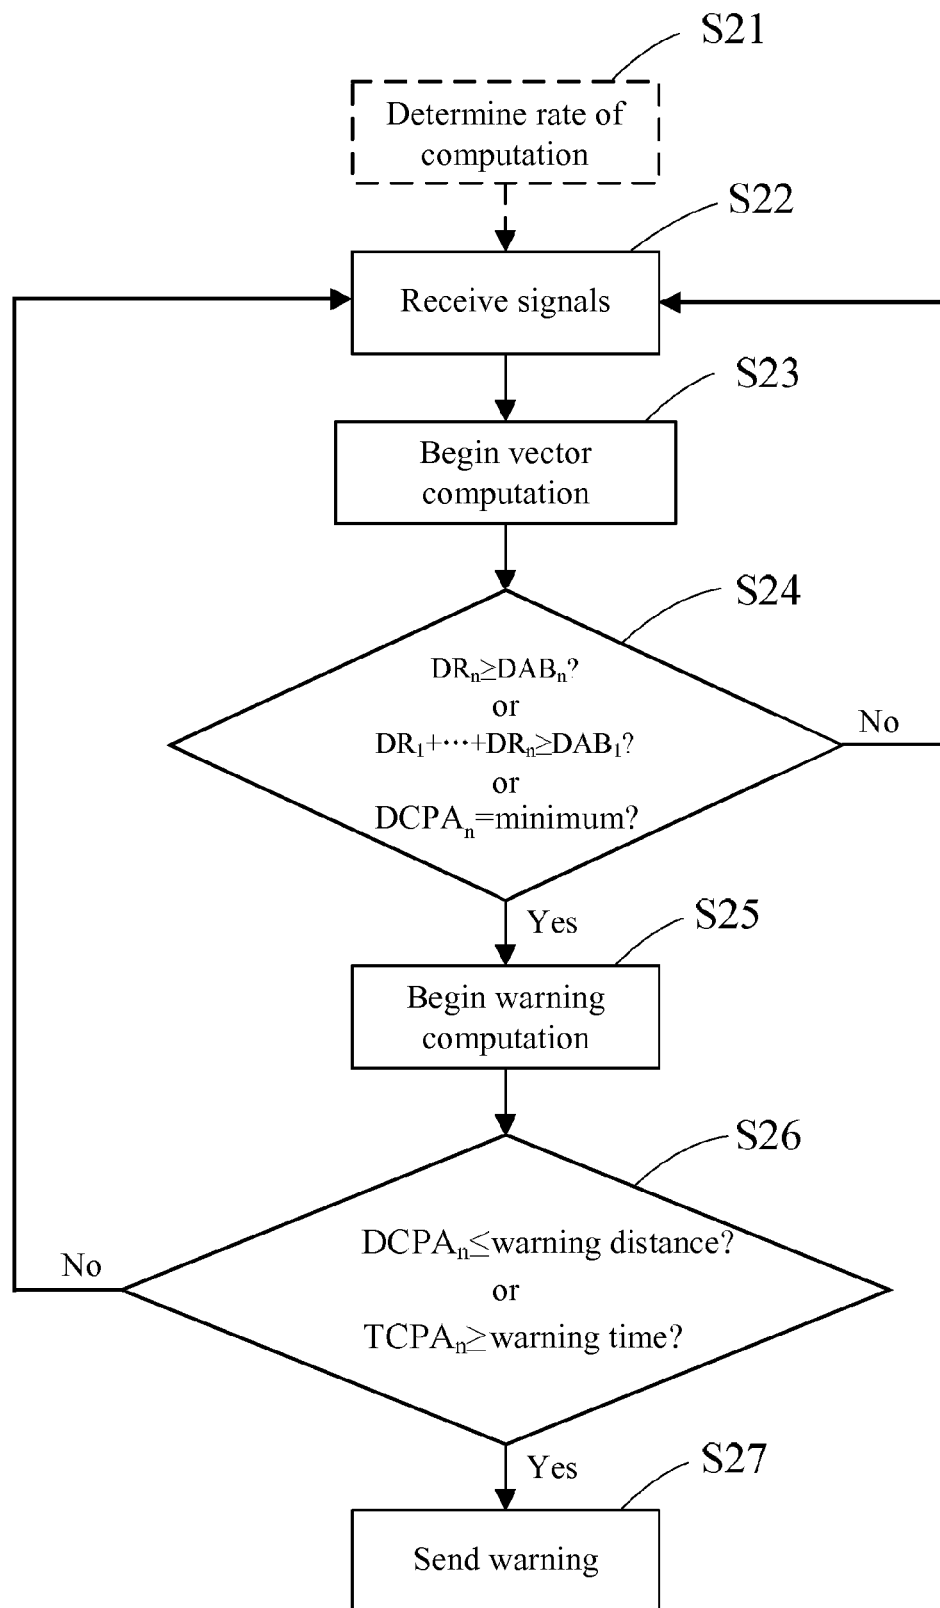 S21
Determine rate of
computation
S22
Receive signals
S23
Begin vector
computation
S24
DRₙ≥DABₙ?
or
DR₁+⋯+DRₙ≥DAB₁?
or
DCPAₙ=minimum?
No
Yes
S25
Begin warning
computation
S26
DCPAₙ≤warning distance?
or
TCPAₙ≥warning time?
No
Yes
S27
Send warning